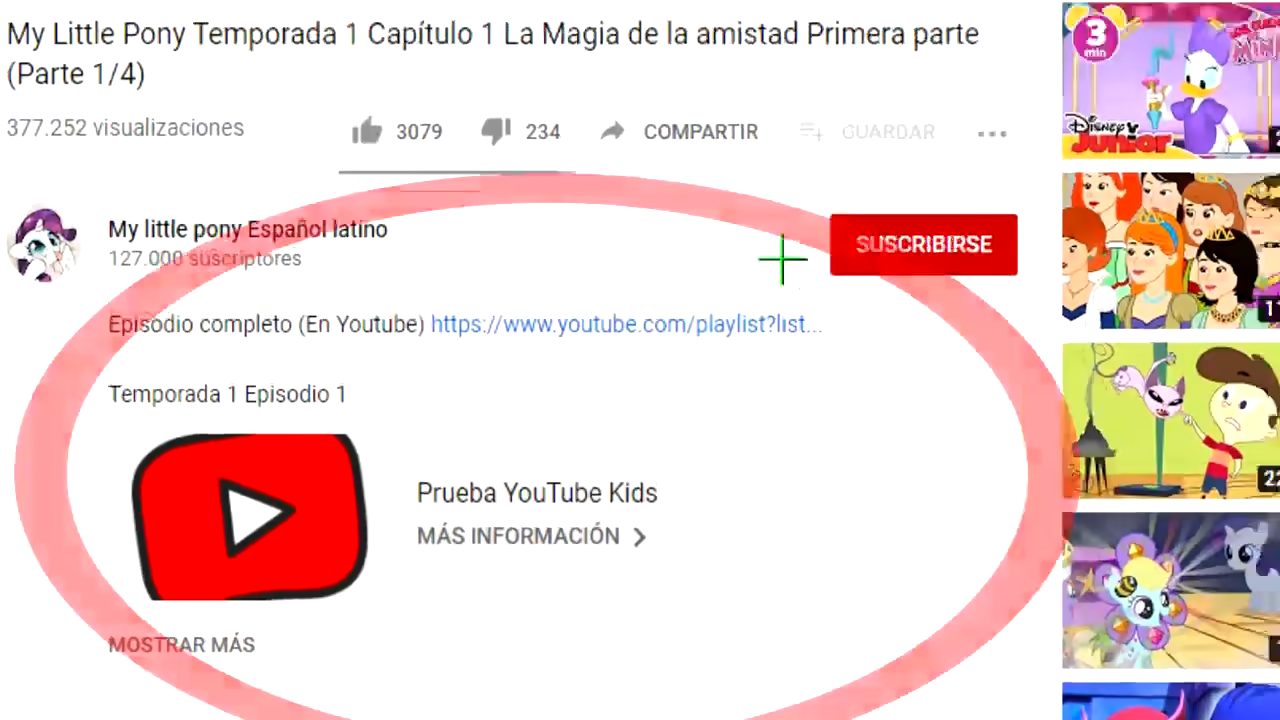 My Little Pony Temporada 1 Capítulo 1 La Magia de la amistad Primera parte
(Parte 1/4)
377.252 visualizaciones
3079
234
COMPARTIR
GUARDAR
My little pony Español latino
127.000 suscriptores
SUSCRIBIRSE
Episodio completo (En Youtube) https://www.youtube.com/playlist?list...
Temporada 1 Episodio 1
Prueba YouTube Kids
MÁS INFORMACIÓN
MOSTRAR MÁS
3
min
Disney
Junior